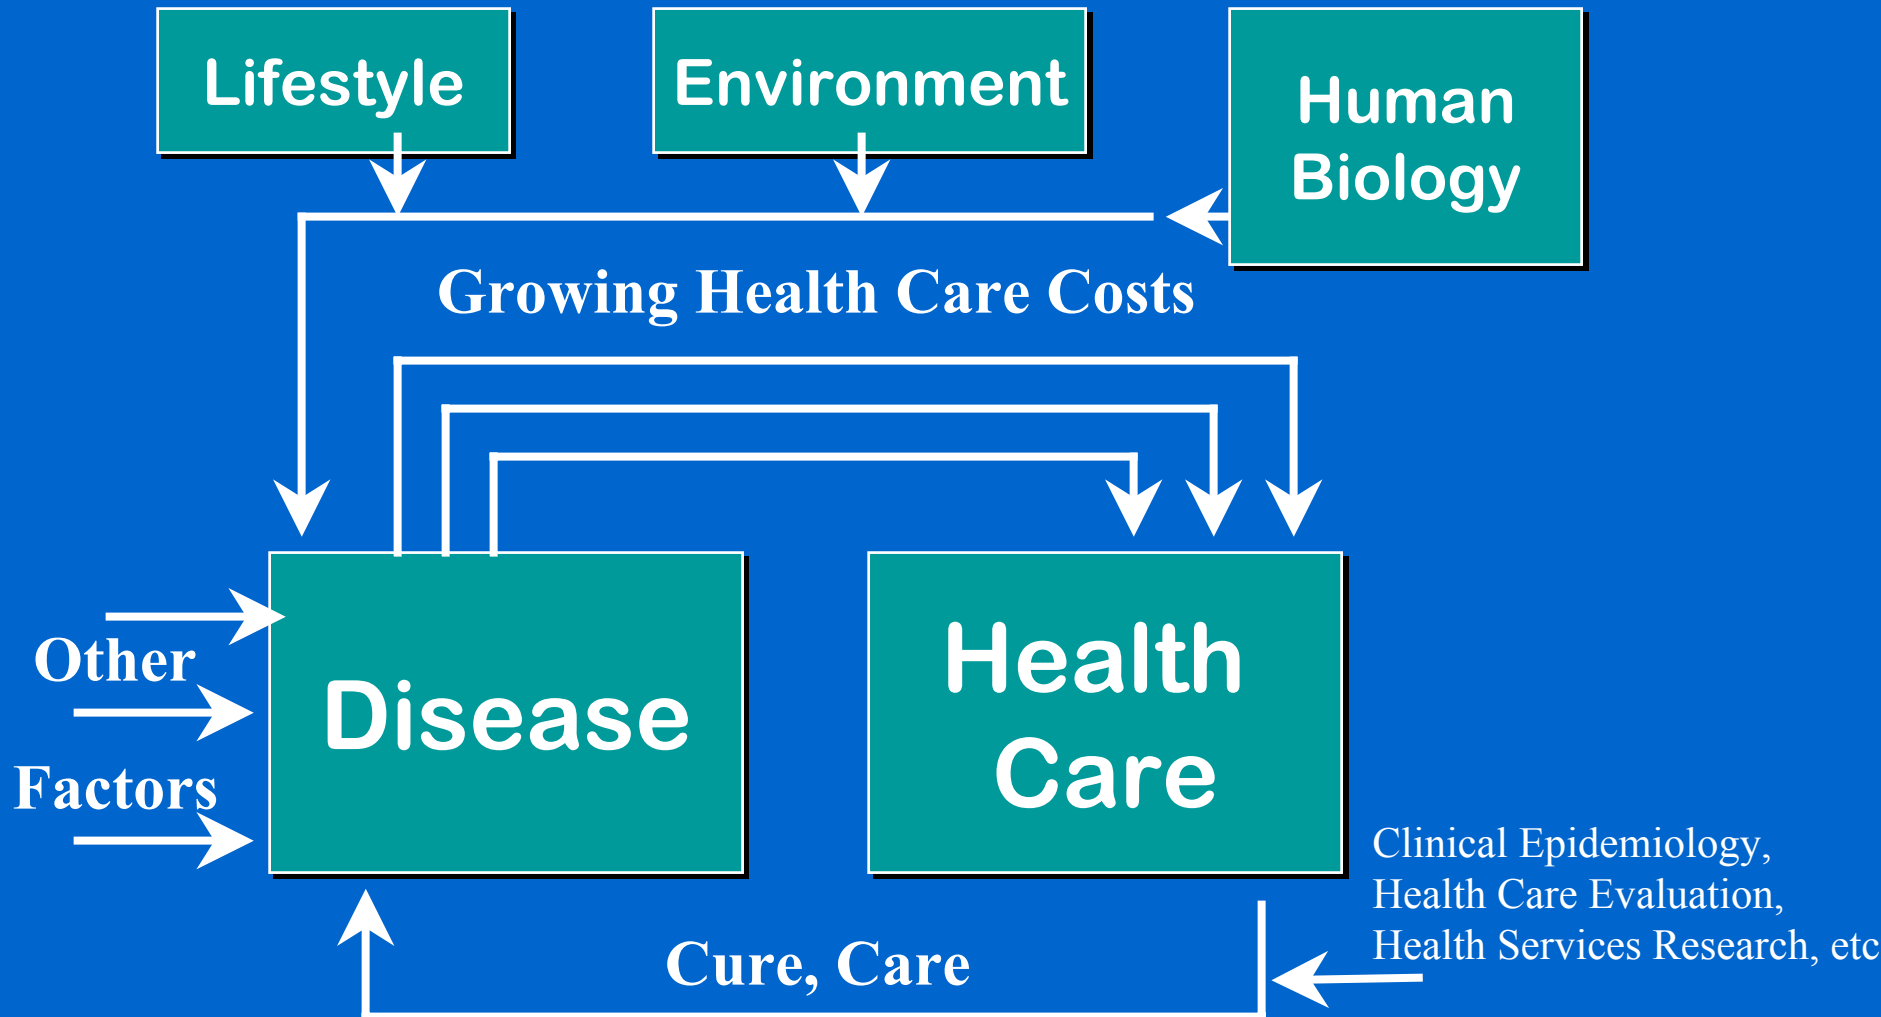 Lifestyle
Environment
Human
Biology
Growing Health Care Costs
Other
Factors
Disease
Health
Care
Clinical Epidemiology,
Health Care Evaluation,
Health Services Research, etc
Cure, Care